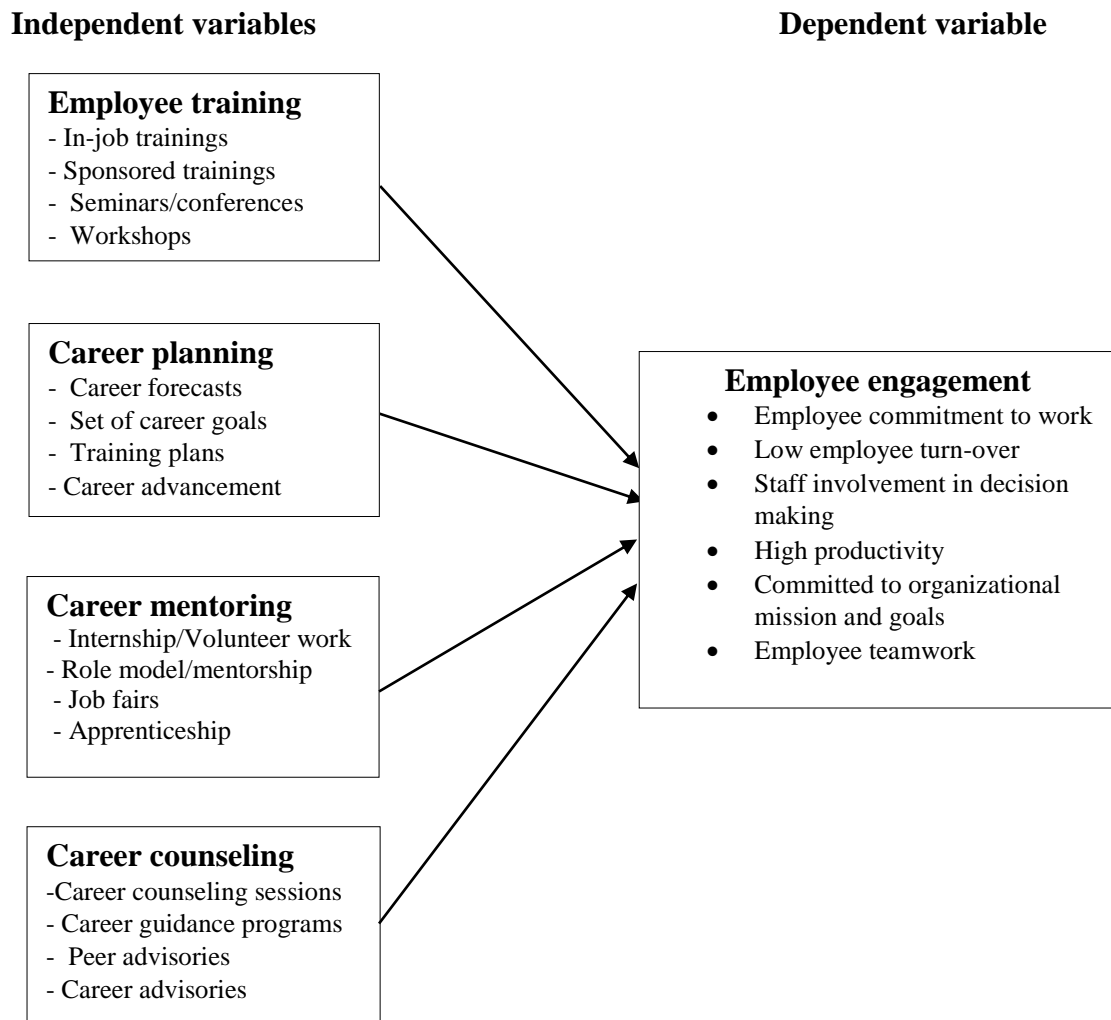 Independent variables
Dependent variable
Employee training
- In-job trainings
- Sponsored trainings
- Seminars/conferences
- Workshops
Career planning
- Career forecasts
- Set of career goals
- Training plans
- Career advancement
Career mentoring
- Internship/Volunteer work
- Role model/mentorship
- Job fairs
- Apprenticeship
Career counseling
-Career counseling sessions
- Career guidance programs
- Peer advisories
- Career advisories
Employee engagement
• Employee commitment to work
• Low employee turn-over
• Staff involvement in decision
making
• High productivity
• Committed to organizational
mission and goals
• Employee teamwork